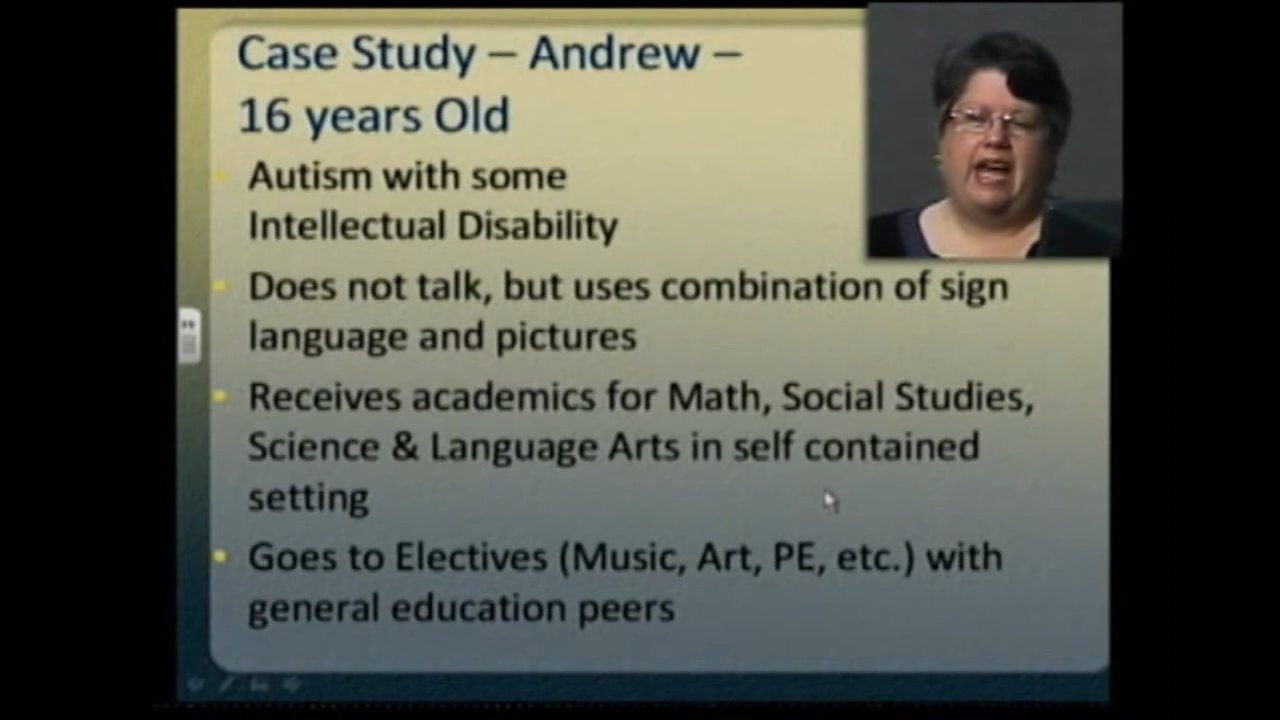 Case Study – Andrew –
16 years Old
Autism with some
Intellectual Disability
Does not talk, but uses combination of sign
language and pictures
Receives academics for Math, Social Studies,
Science & Language Arts in self contained
setting
Goes to Electives (Music, Art, PE, etc.) with
general education peers